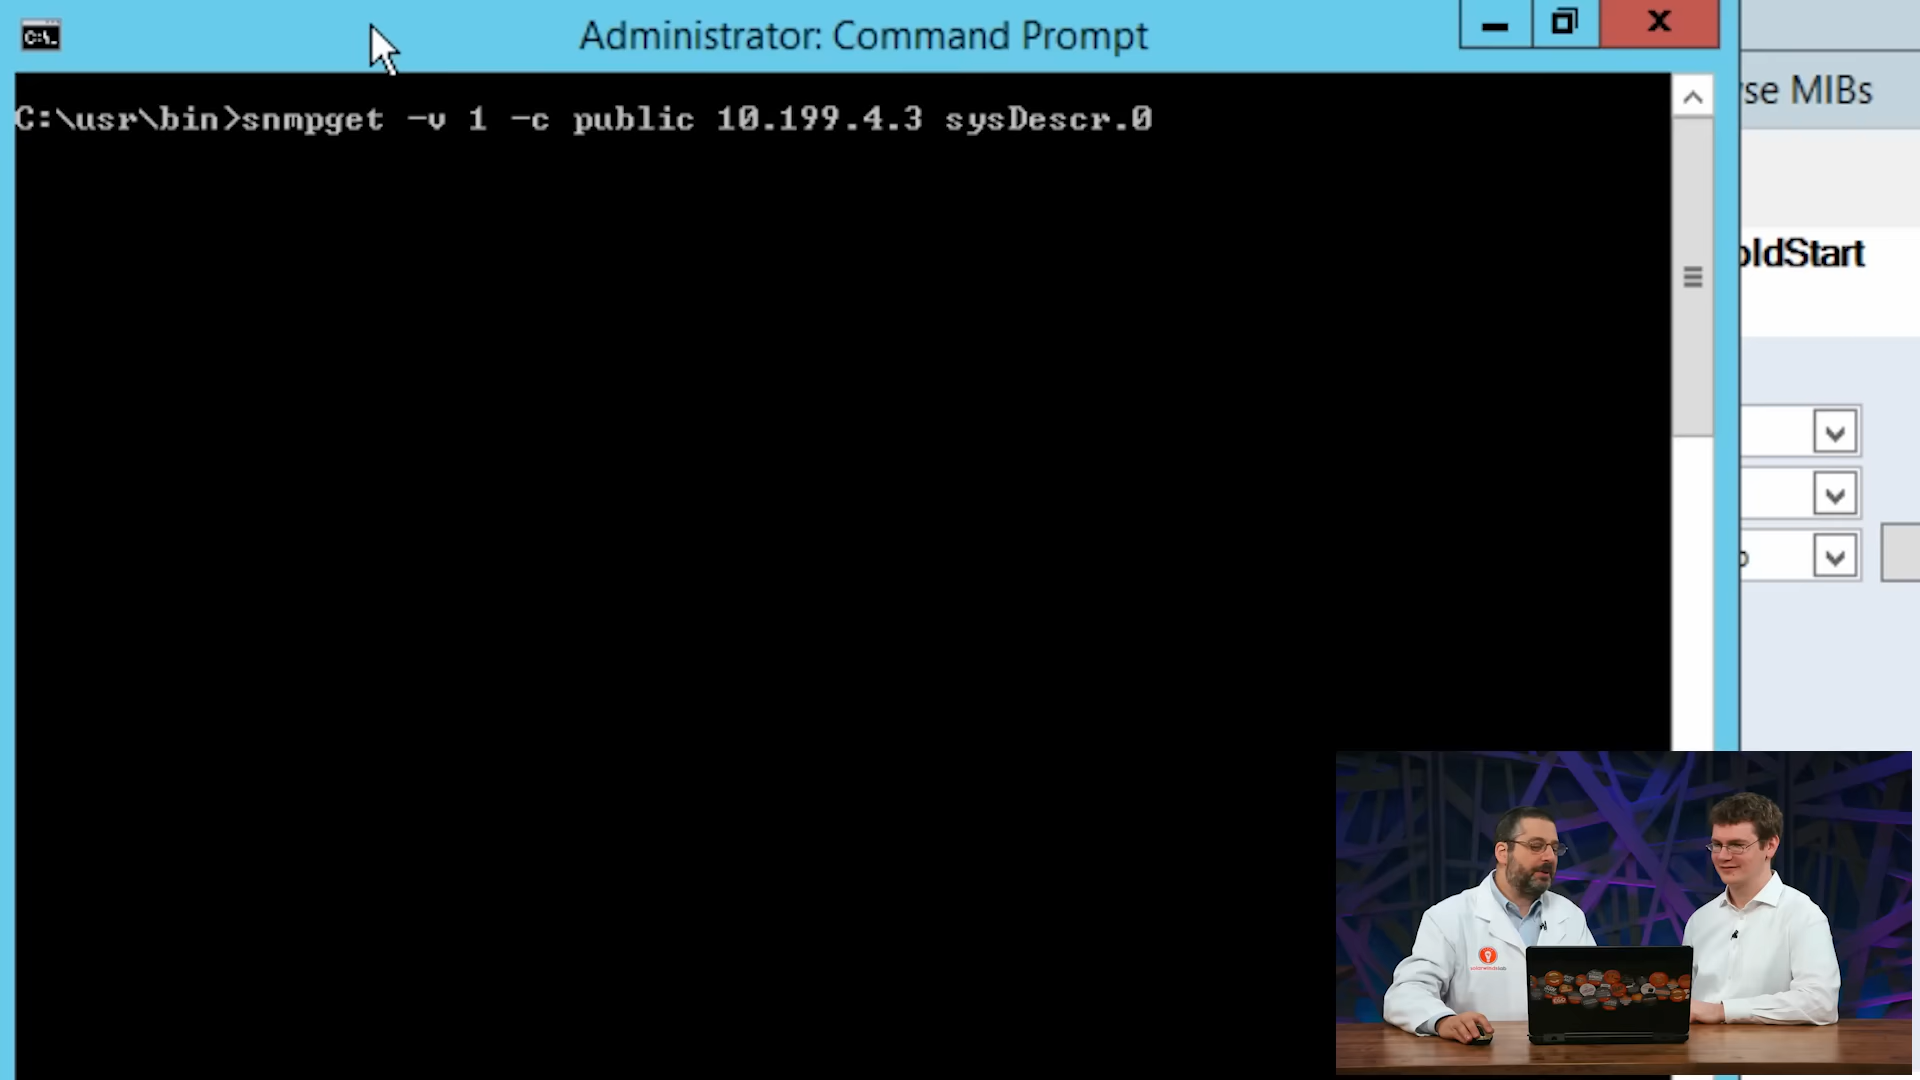 C:\.
Administrator: Command Prompt
X
C:\usr\bin>snmpget -v 1 -c public 10.199.4.3 sysDescr.0
se MIBs
oldStart